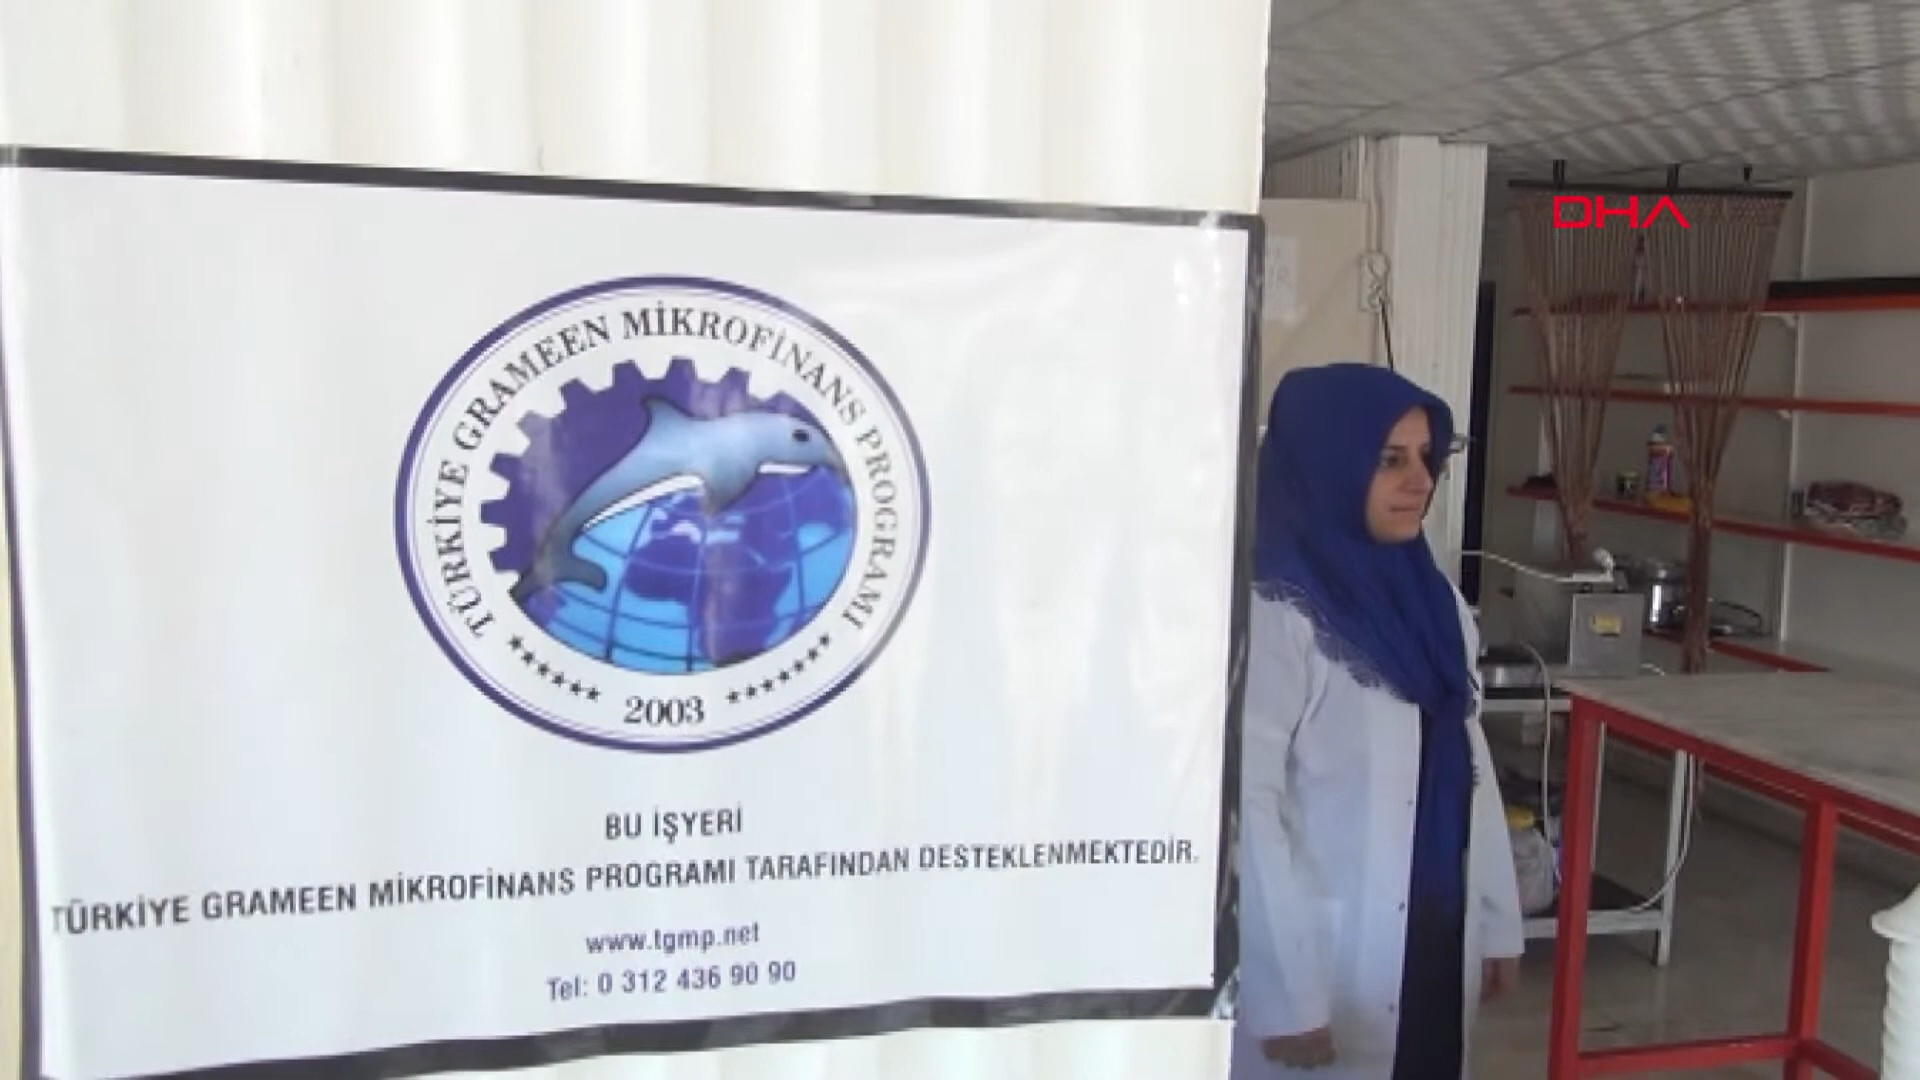 DHA
TÜRKİYE GRAMEEN MİKROFİNANS PROGRAMI
2003
BU İŞYERİ
TÜRKİYE GRAMEEN MİKROFİNANS PROGRAMI TARAFINDAN DESTEKLENMEKTEDİR.
www.tgmp.net
Tel: 0 312 436 90 90